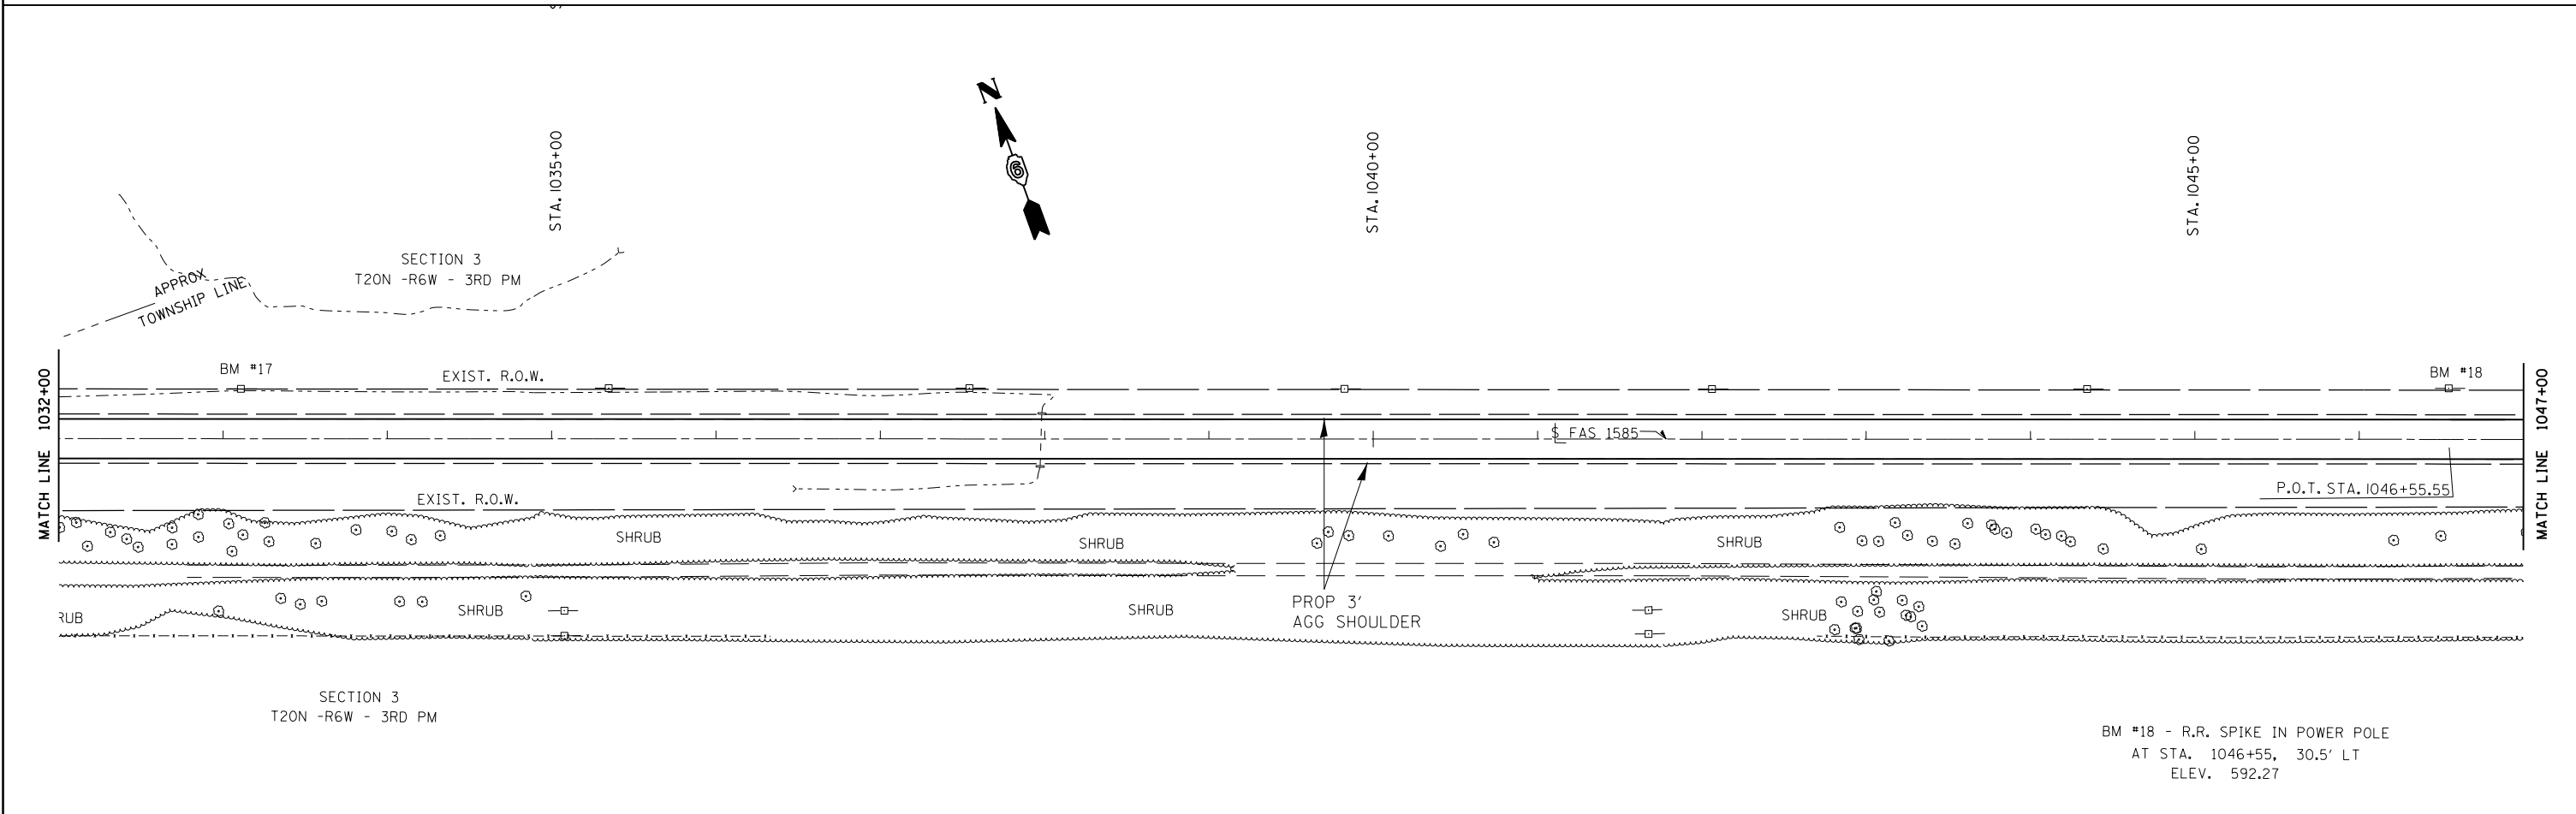 N
6
STA. 1035+00
STA. 1040+00
STA. 1045+00
SECTION 3
T20N -R6W - 3RD PM
APPROX
TOWNSHIP LINE
MATCH LINE 1032+00
BM #17
EXIST. R.O.W.
BM #18
MATCH LINE 1047+00
FAS 1585
P.O.T. STA. 1046+55.55
EXIST. R.O.W.
SHRUB
SHRUB
SHRUB
RUB
SHRUB
SHRUB
PROP 3'
AGG SHOULDER
SHRUB
SECTION 3
T20N -R6W - 3RD PM
BM #18 - R.R. SPIKE IN POWER POLE
AT STA. 1046+55, 30.5' LT
ELEV. 592.27